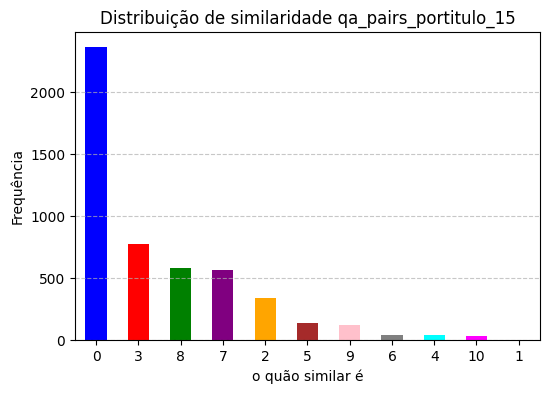 Distribuição de similaridade qa_pairs_portitulo_15
Frequência
2000
1500
1000
500
0
0 3 8 7 2 5 9 6 4 10 1
o quão similar é